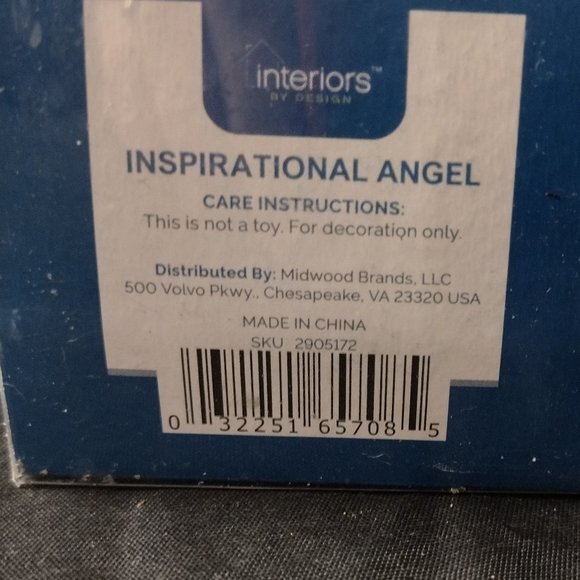 interiors™
BY DESIGN
INSPIRATIONAL ANGEL
CARE INSTRUCTIONS:
This is not a toy. For decoration only.
Distributed By: Midwood Brands, LLC
500 Volvo Pkwy., Chesapeake, VA 23320 USA
MADE IN CHINA
SKU 2905172
0 32251 65708 5